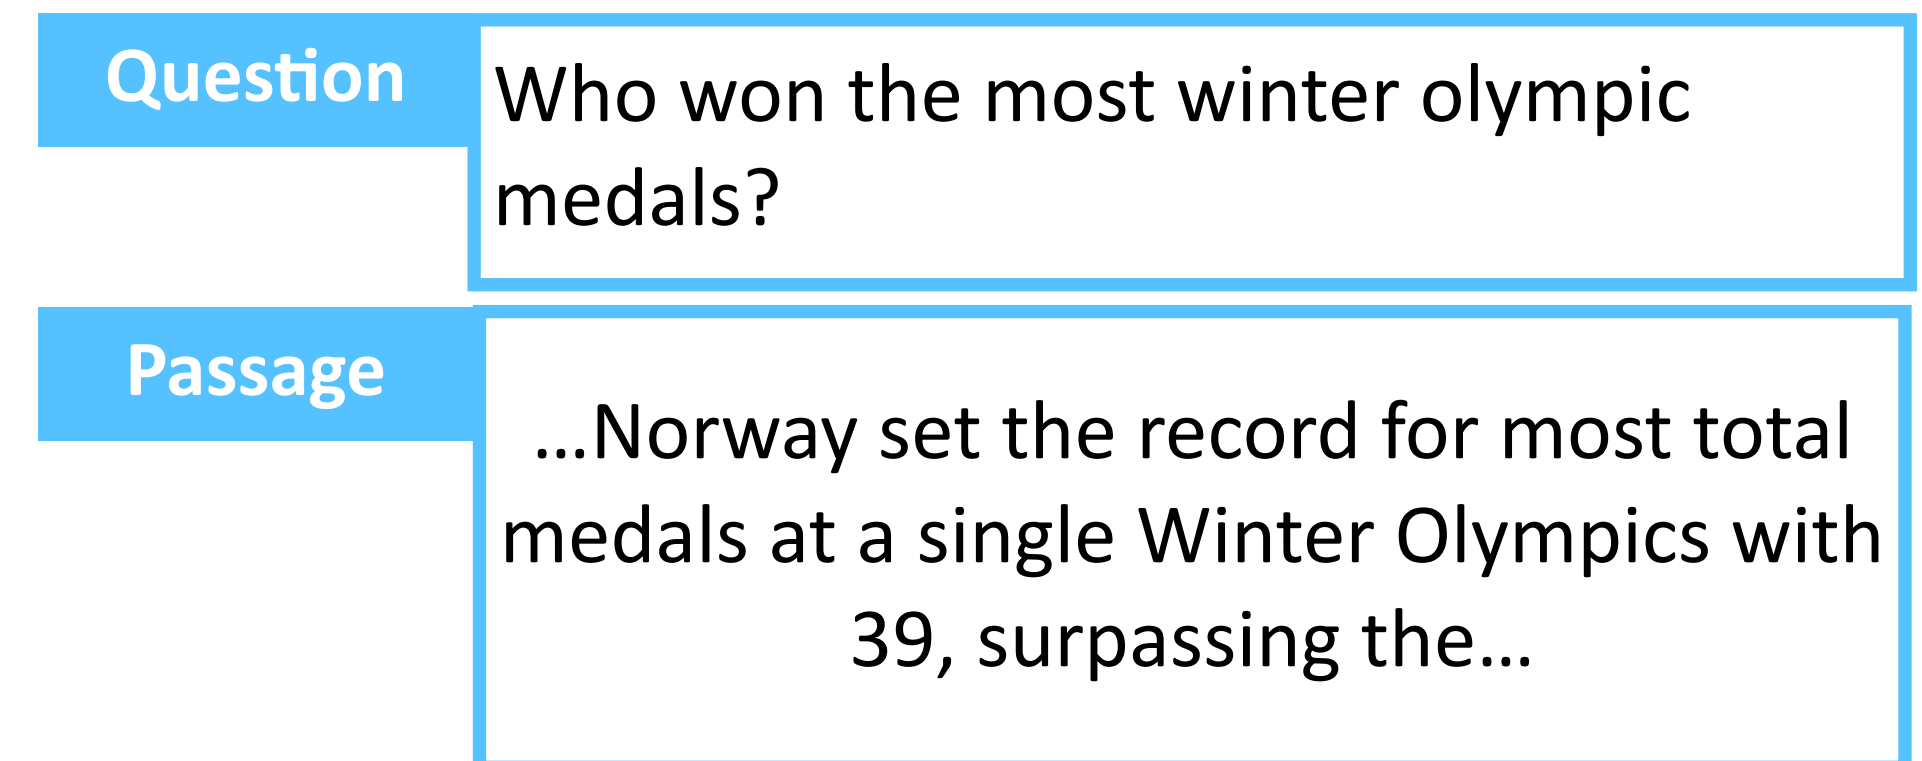 Question
Who won the most winter olympic
medals?
Passage
...Norway set the record for most total
medals at a single Winter Olympics with
39, surpassing the...